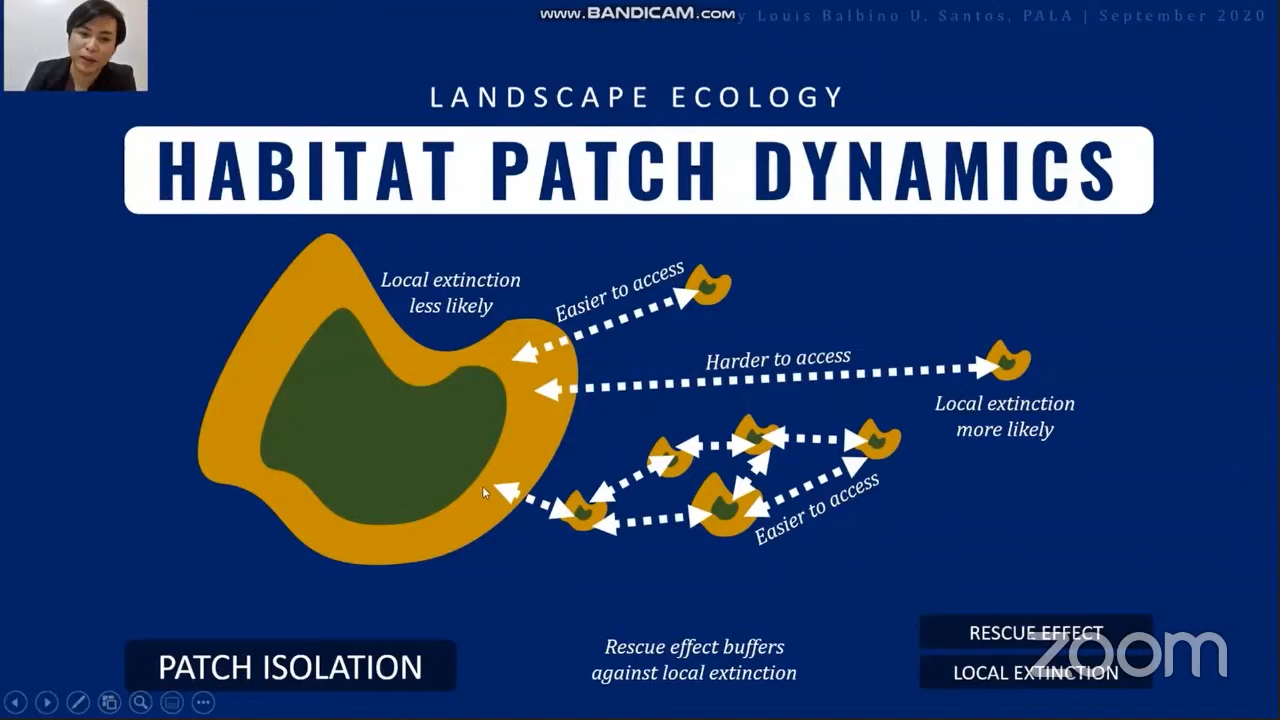 www.BANDICAM.com
y Louis Balbino U. Santos, PALA | September 2020
LANDSCAPE ECOLOGY
HABITAT PATCH DYNAMICS
Local extinction
less likely
Easier to access
Harder to access
Local extinction
more likely
Easier to access
Rescue effect buffers
against local extinction
PATCH ISOLATION
RESCUE EFFECT
LOCAL EXTINCTION
zoom